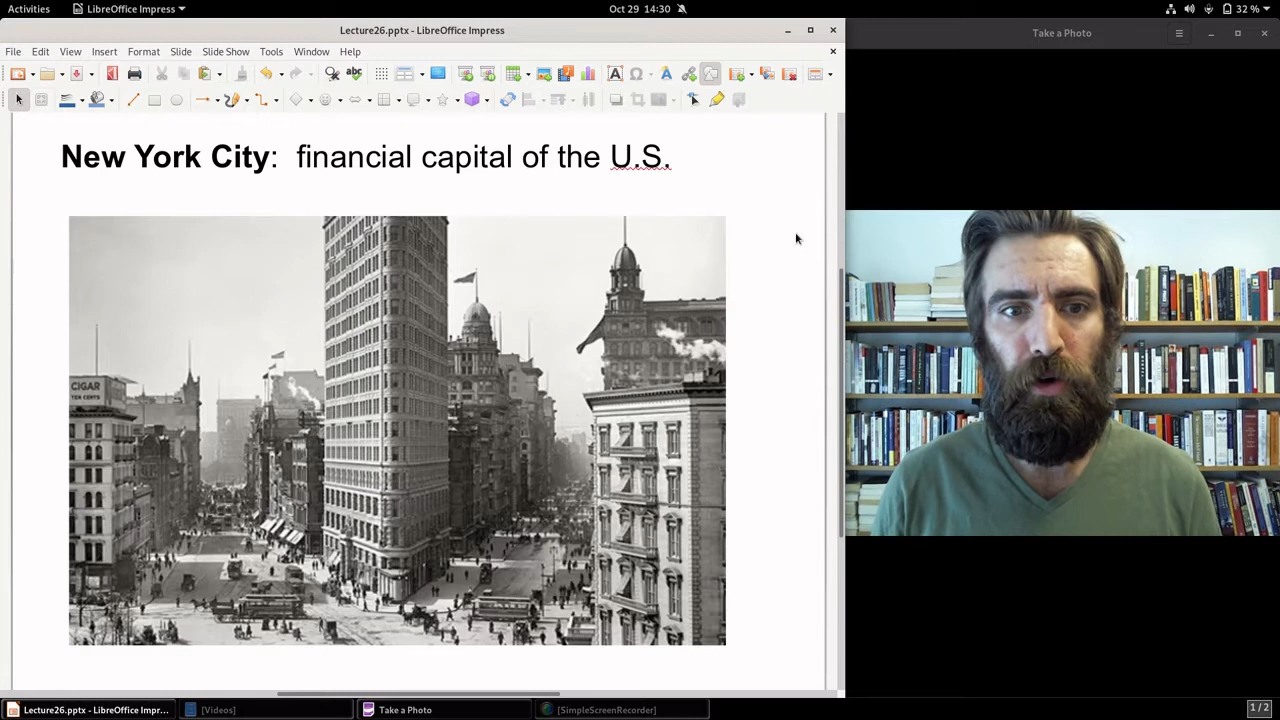 Activities
LibreOffice Impress
Oct 29 14:30
32 %
Lecture26.pptx - LibreOffice Impress
Take a Photo
File Edit View Insert Format Slide Slide Show Tools Window Help
New York City: financial capital of the U.S.
CIGAR
TEN CENTS
Lecture26.pptx - LibreOffice Impr...
[Videos]
Take a Photo
[SimpleScreenRecorder]
1 / 2